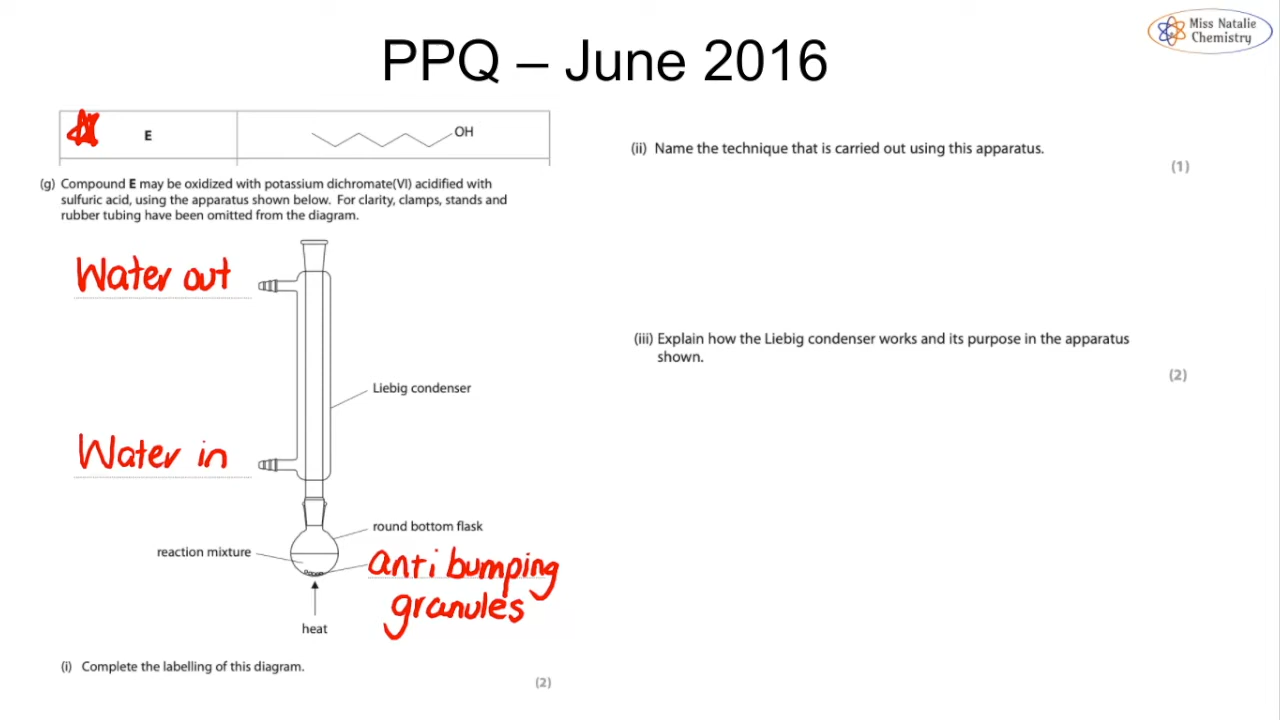 Miss Natalie
Chemistry
PPQ – June 2016
E
OH
(g) Compound E may be oxidized with potassium dichromate(VI) acidified with
sulfuric acid, using the apparatus shown below. For clarity, clamps, stands and
rubber tubing have been omitted from the diagram.
Water out
Liebig condenser
Water in
round bottom flask
reaction mixture
anti bumping
granules
heat
(i) Complete the labelling of this diagram.
(2)
(ii) Name the technique that is carried out using this apparatus.
(1)
(iii) Explain how the Liebig condenser works and its purpose in the apparatus
shown.
(2)